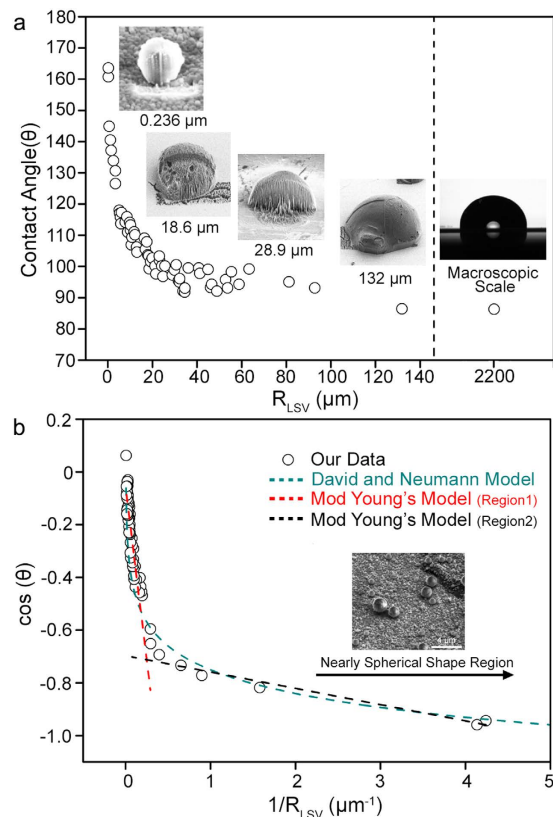 a
Contact Angle(θ)
180
170
160
150
140
130
120
110
100
90
80
70
0.236 μm
18.6 μm
28.9 μm
132 μm
Macroscopic
Scale
0 20 40 60 80 100 120 140 2200
R_LSV (μm)
b
cos (θ)
0.2
0
-0.2
-0.4
-0.6
-0.8
-1.0
Our Data
David and Neumann Model
Mod Young's Model (Region1)
Mod Young's Model (Region2)
4 μm
Nearly Spherical Shape Region
0 1 2 3 4 5
1/R_LSV (μm⁻¹)